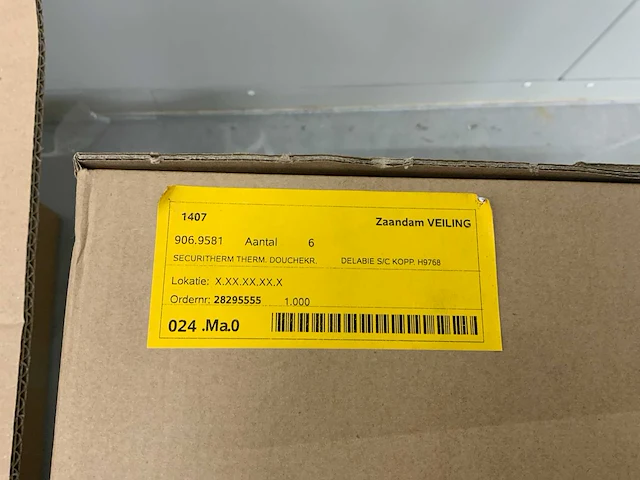 1407 Zaandam VEILING
906.9581 Aantal 6
SECURITHERM THERM. DOUCHEKR. DELABIE S/C KOPP. H9768
Lokatie: X.XX.XX.XX.X
Ordernr: 28295555 1.000
024 .Ma.0